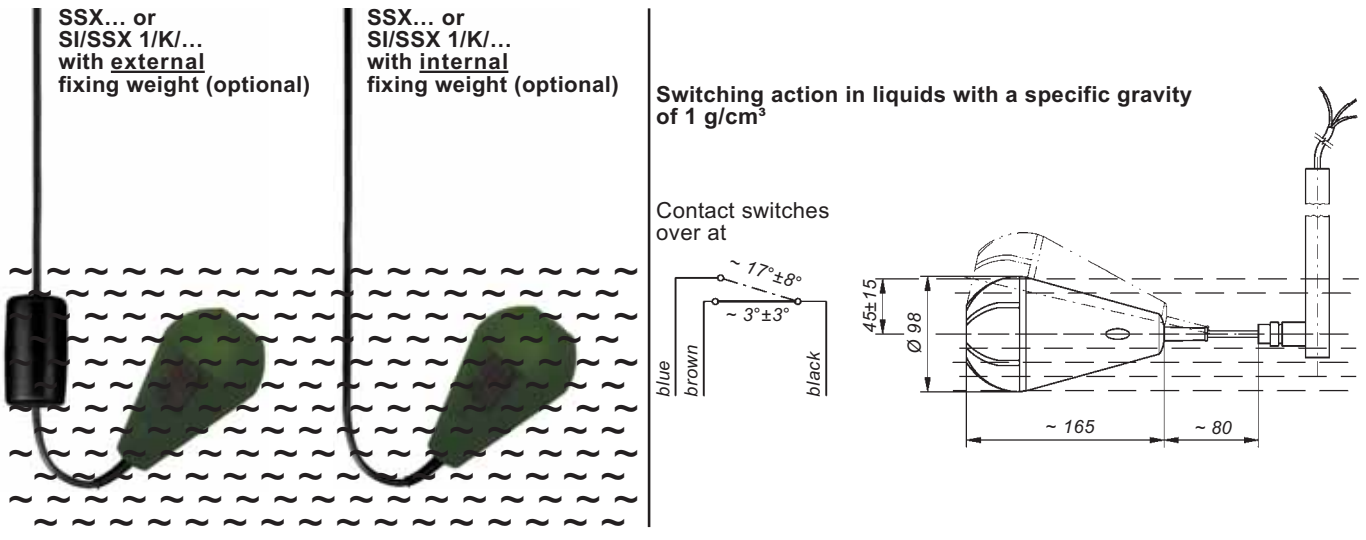 SSX… or
SI/SSX 1/K/…
with external
fixing weight (optional)
SSX… or
SI/SSX 1/K/…
with internal
fixing weight (optional)
Switching action in liquids with a specific gravity
of 1 g/cm³
Contact switches
over at
~ 17°±8°
~ 3°±3°
blue
brown
black
45±15
Ø 98
~ 165
~ 80